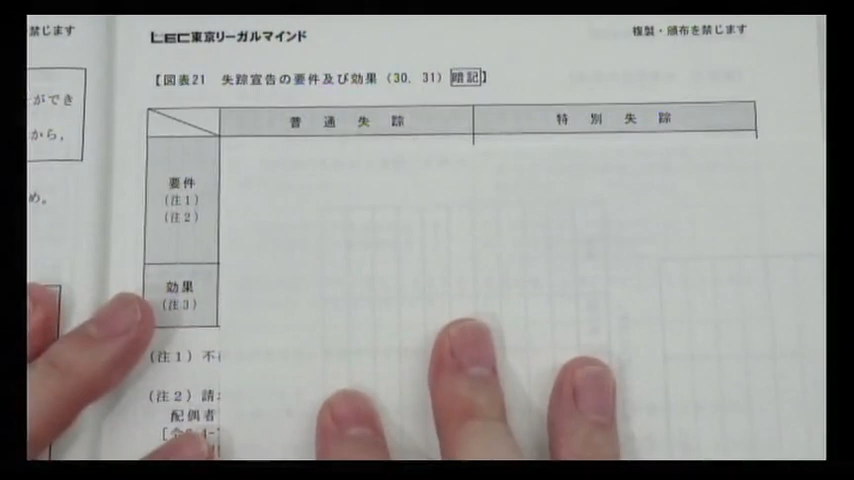 禁じます
LEC東京リーガルマインド
複製・頒布を禁じます
【図表21 失踪宣告の要件及び効果(30, 31) 暗記】
ができ
から,
め。
普通失踪
特別失踪
要件
(注1)
(注2)
効果
(注3)
(注1) 不
(注2) 請
配偶者